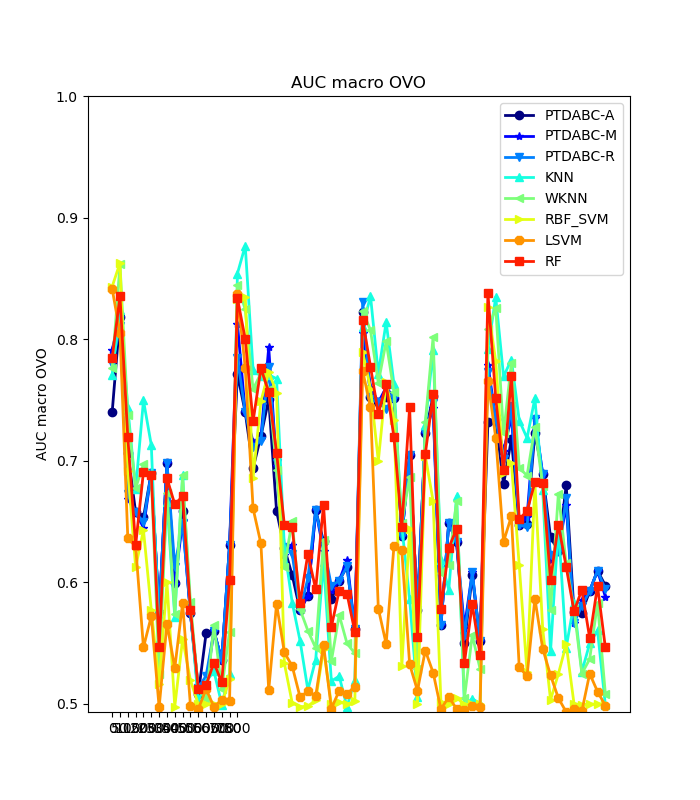 AUC macro OVO
AUC macro OVO
1.0
0.9
0.8
0.7
0.6
0.5
PTDABC-A
PTDABC-M
PTDABC-R
KNN
WKNN
RBF_SVM
LSVM
RF